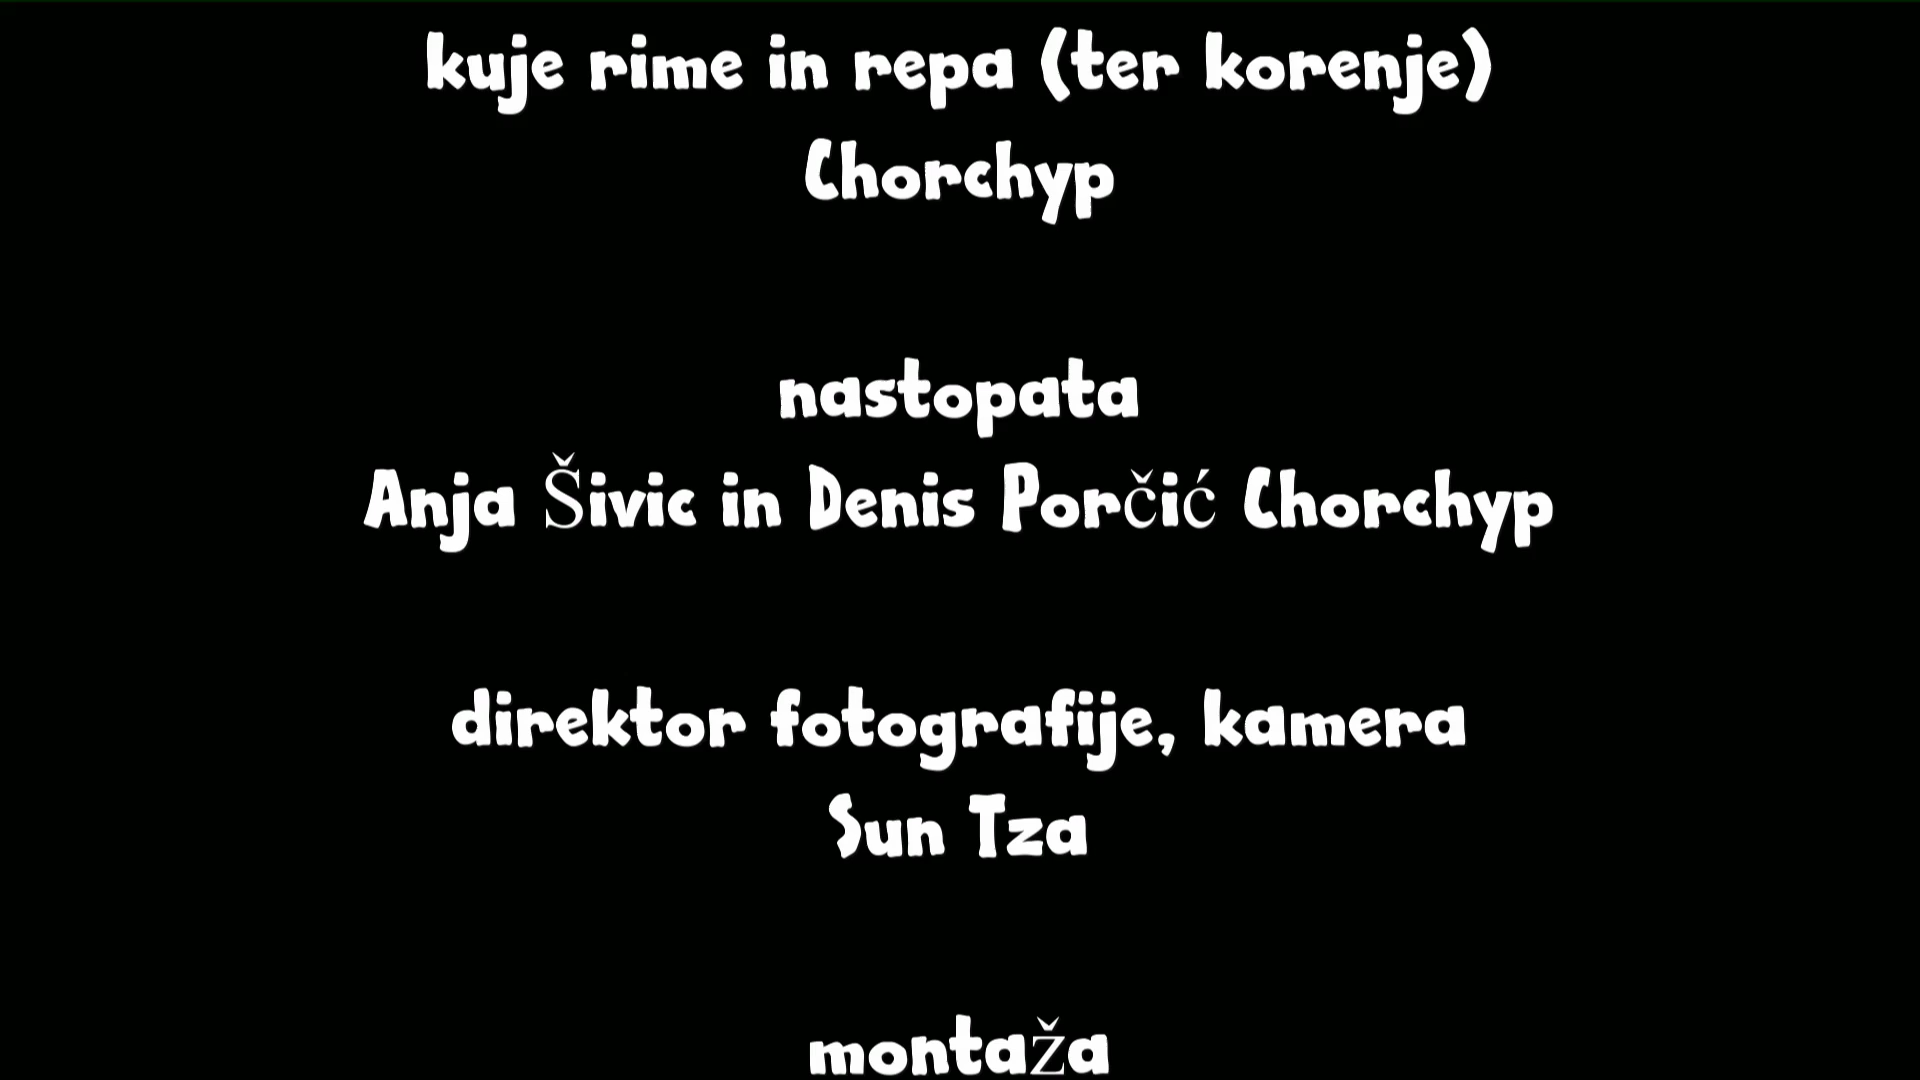 kuje rime in repa (ter korenje)
Chorchyp
nastopata
Anja Šivic in Denis Porčić Chorchyp
direktor fotografije, kamera
Sun Tza
montaža